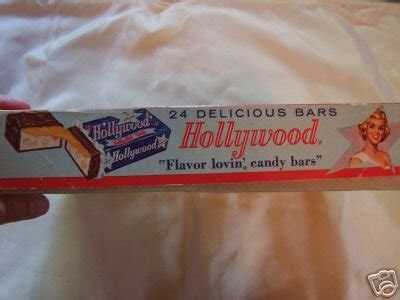 24 DELICIOUS BARS
Hollywood
"Flavor lovin', candy bars"
Hollywood
Hollywood